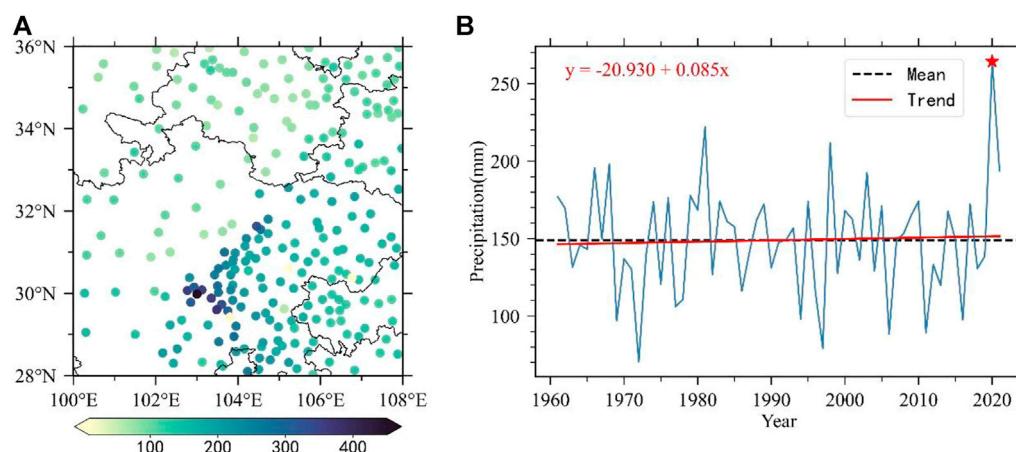 A
B
36°N
34°N
32°N
30°N
28°N
100°E 102°E 104°E 106°E 108°E
100 200 300 400
y = -20.930 + 0.085x
Mean
Trend
Precipitation(mm)
250
200
150
100
1960 1970 1980 1990 2000 2010 2020
Year